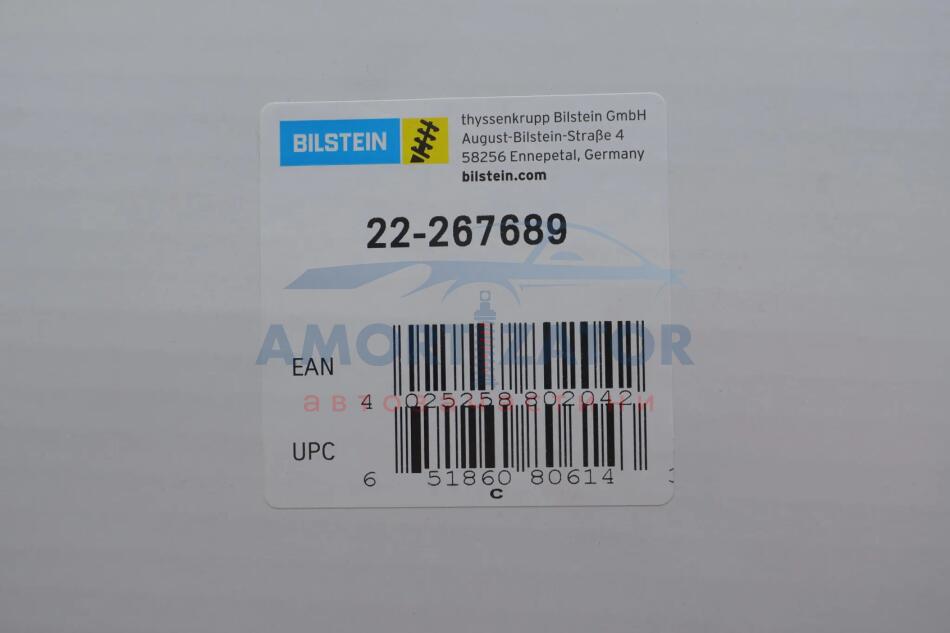 BILSTEIN
thyssenkrupp Bilstein GmbH
August-Bilstein-Straße 4
58256 Ennepetal, Germany
bilstein.com
22-267689
AMORTIZATOR
EAN
4 025258 802042
автозапчастини
UPC
6 51860 80614 3
C